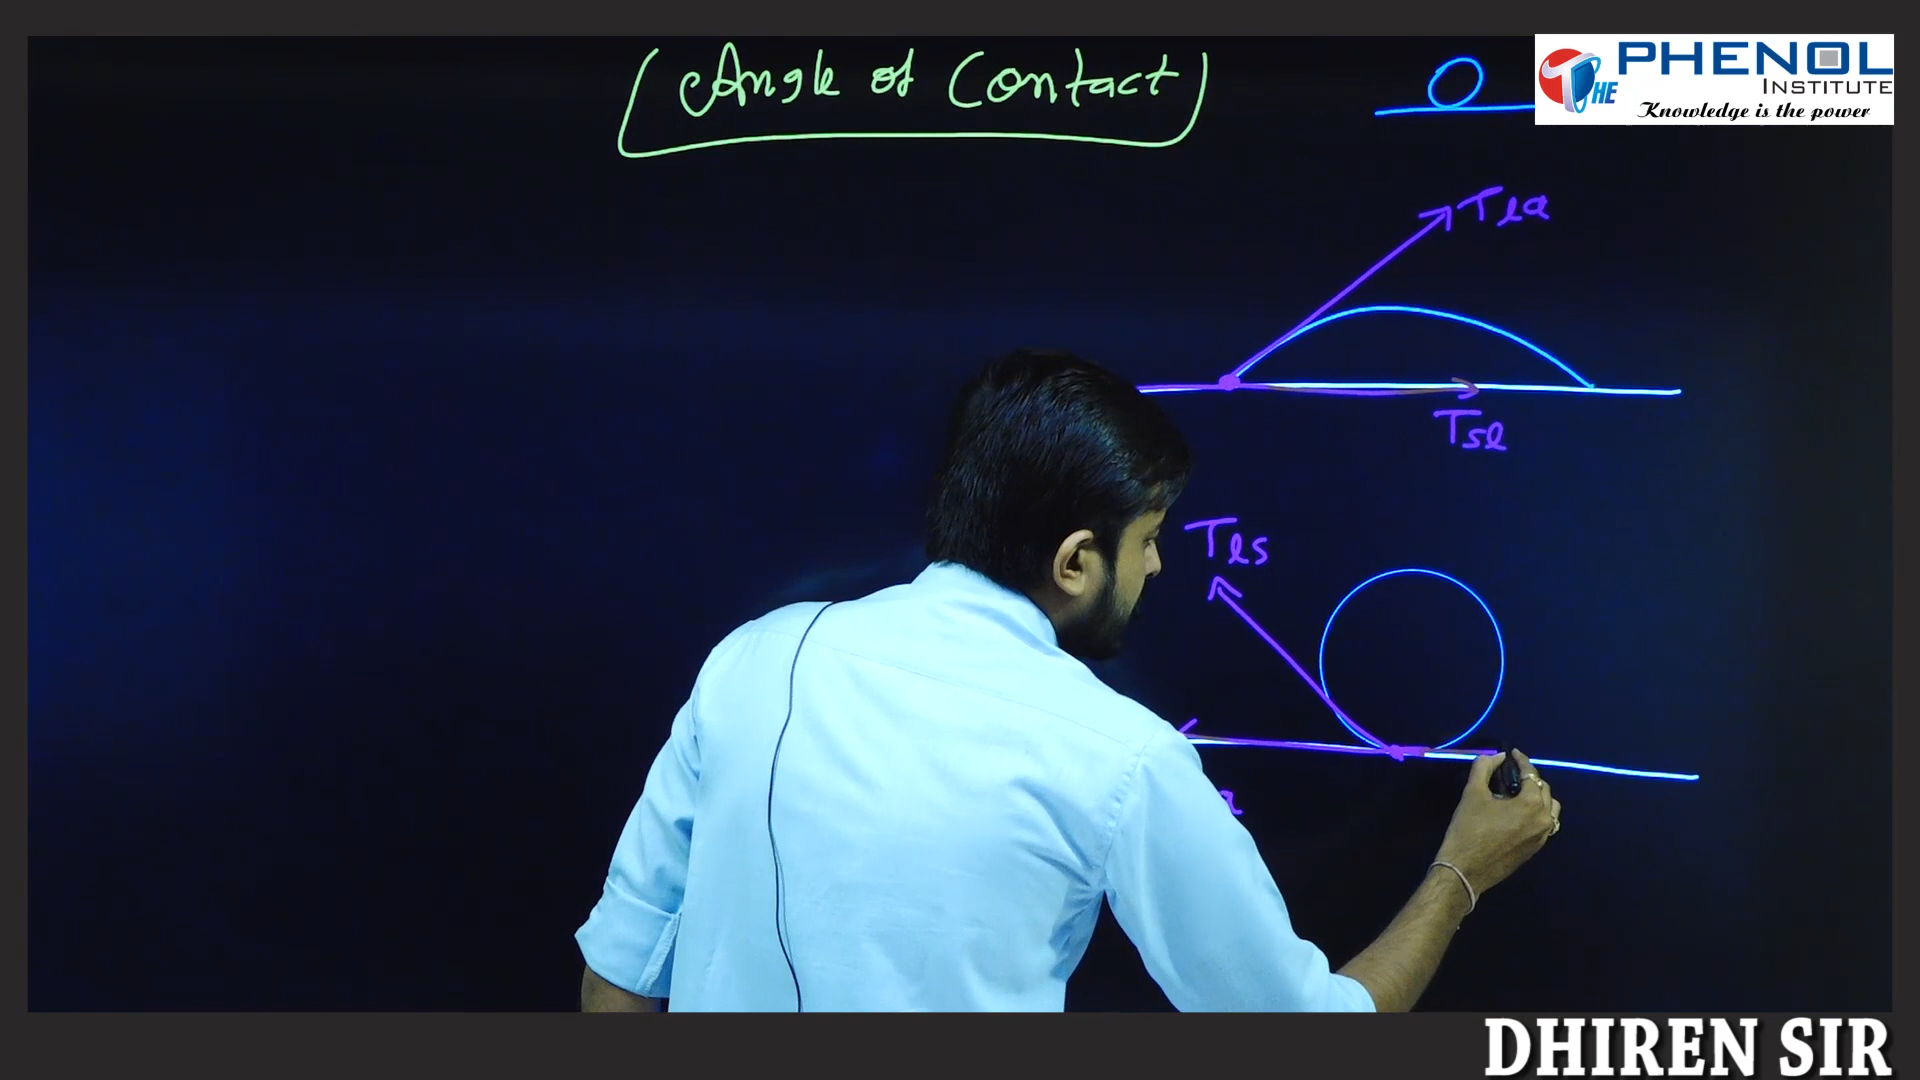 (Angle of Contact)
THE PHENOL
INSTITUTE
Knowledge is the power
Tla
Tsl
Tls
a
DHIREN SIR